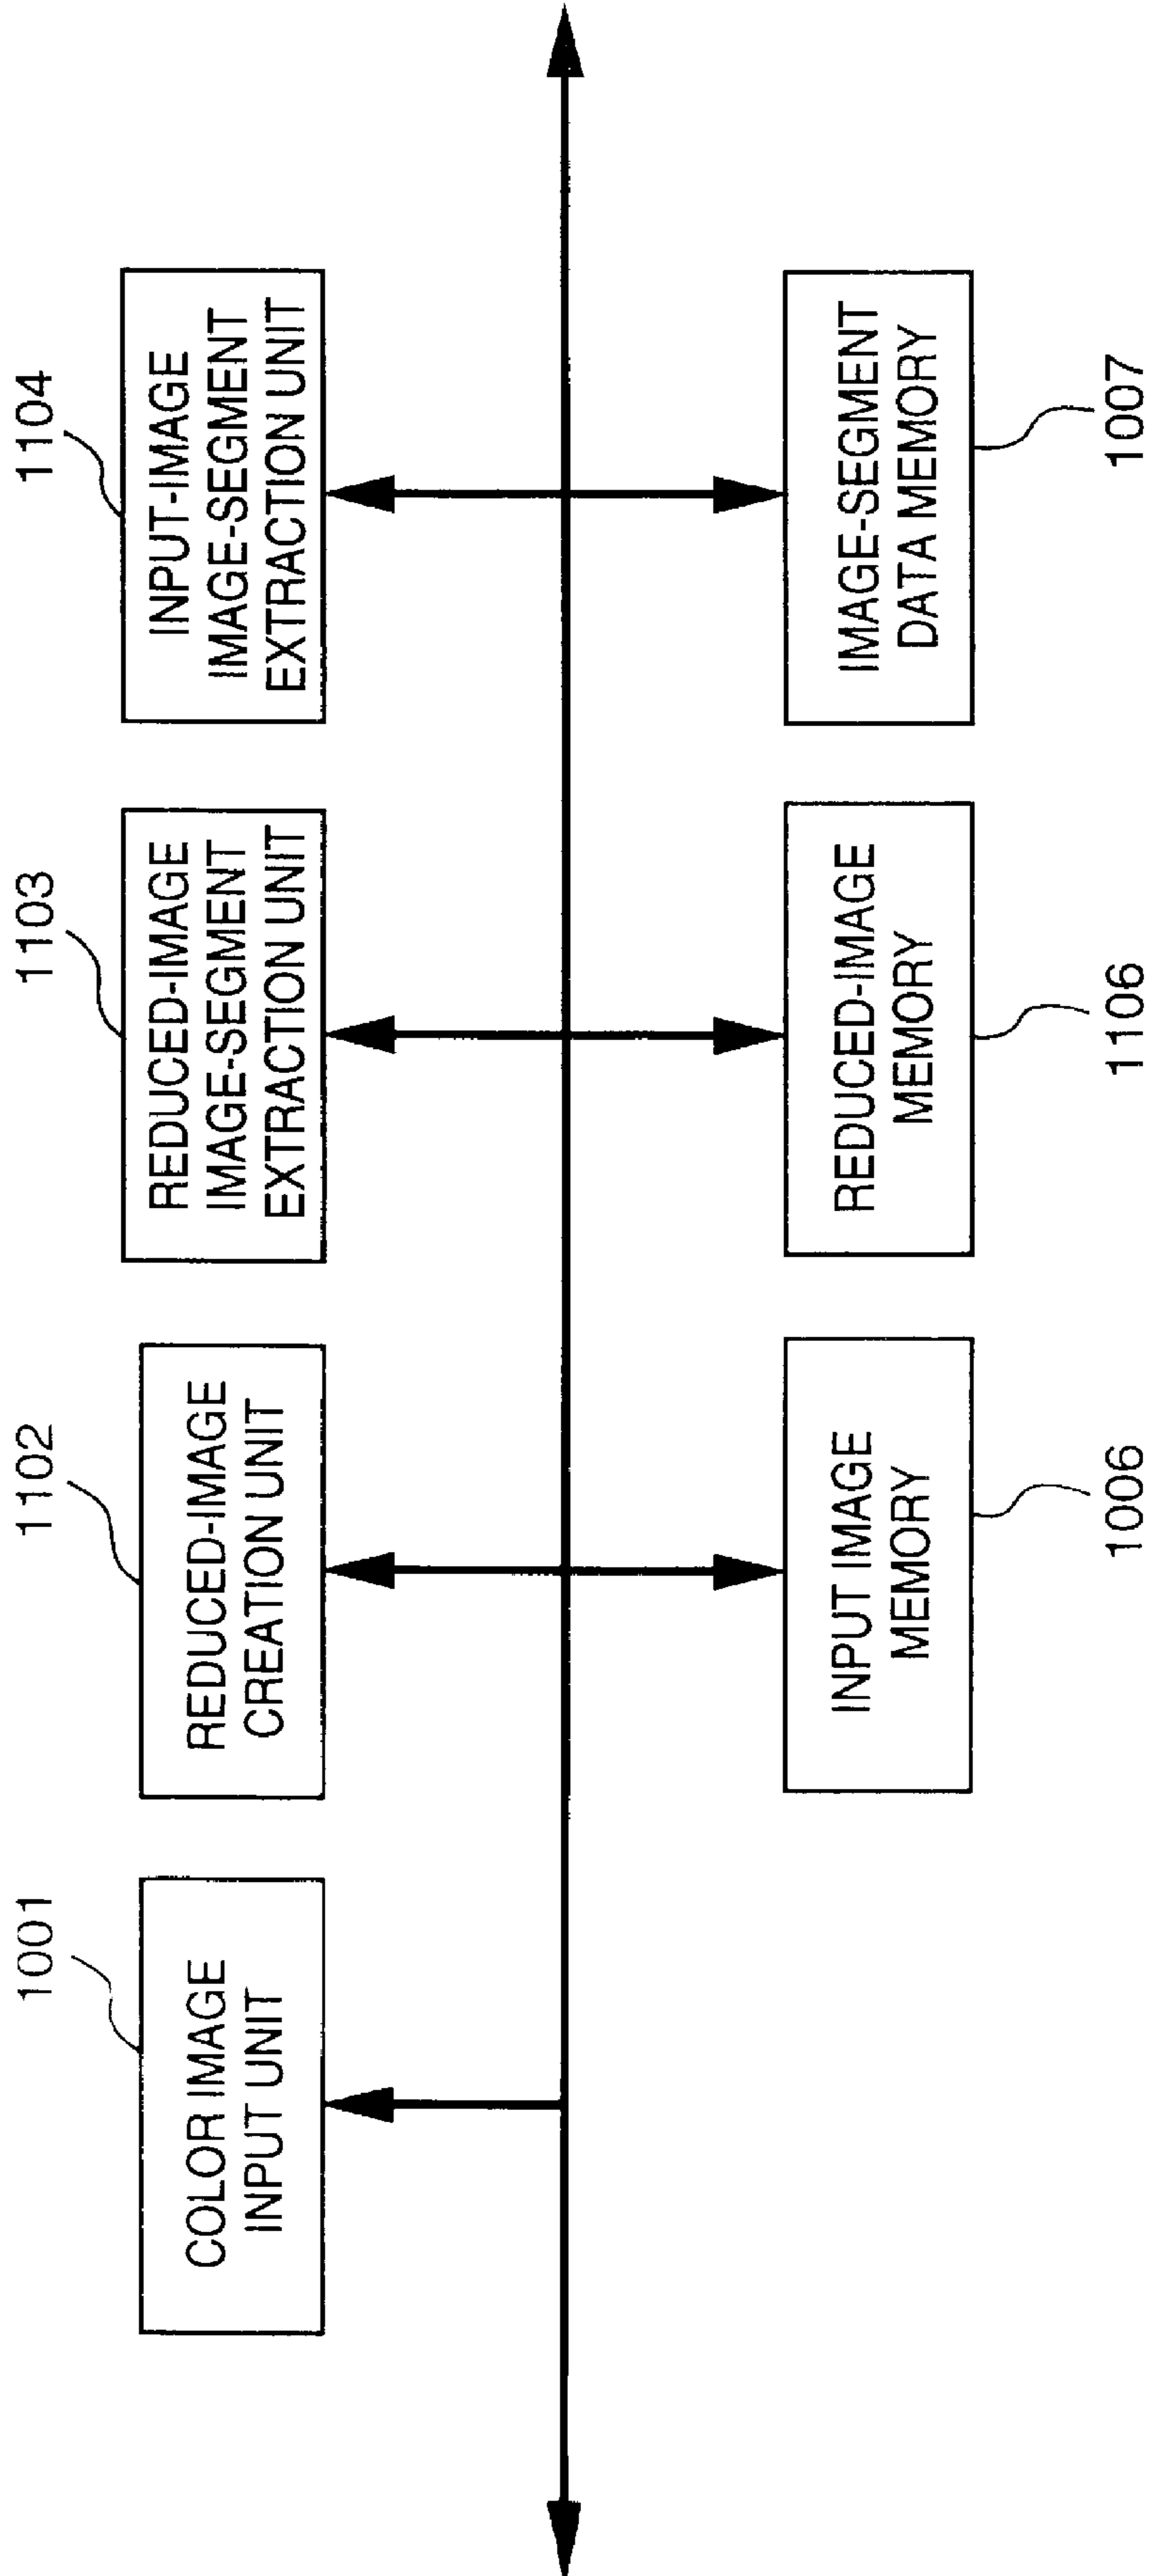 1001
COLOR IMAGE
INPUT UNIT
1102
REDUCED-IMAGE
CREATION UNIT
1103
REDUCED-IMAGE
IMAGE-SEGMENT
EXTRACTION UNIT
1104
INPUT-IMAGE
IMAGE-SEGMENT
EXTRACTION UNIT
INPUT IMAGE
MEMORY
1006
REDUCED-IMAGE
MEMORY
1106
IMAGE-SEGMENT
DATA MEMORY
1007